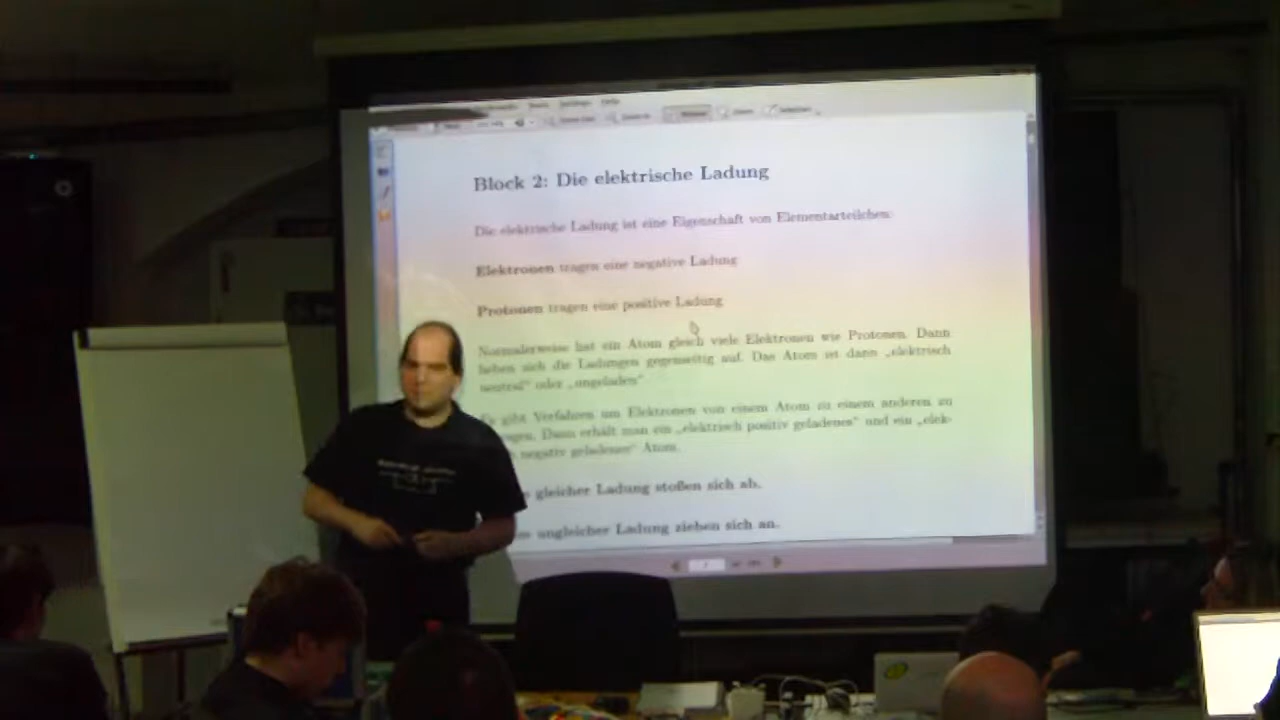 Block 2: Die elektrische Ladung
Die elektrische Ladung ist eine Eigenschaft von Elementarteilchen:
Elektronen tragen eine negative Ladung
Protonen tragen eine positive Ladung
Normalerweise hat ein Atom gleich viele Elektronen wie Protonen. Dann
heben sich die Ladungen gegenseitig auf. Das Atom ist dann „elektrisch
neutral“ oder „ungeladen“
gibt Verfahren um Elektronen von einem Atom zu einem anderen zu
Dann erhält man ein „elektrisch positiv geladenes“ und ein „elek-
negativ geladenes“ Atom.
gleicher Ladung stoßen sich ab.
ungleicher Ladung ziehen sich an.